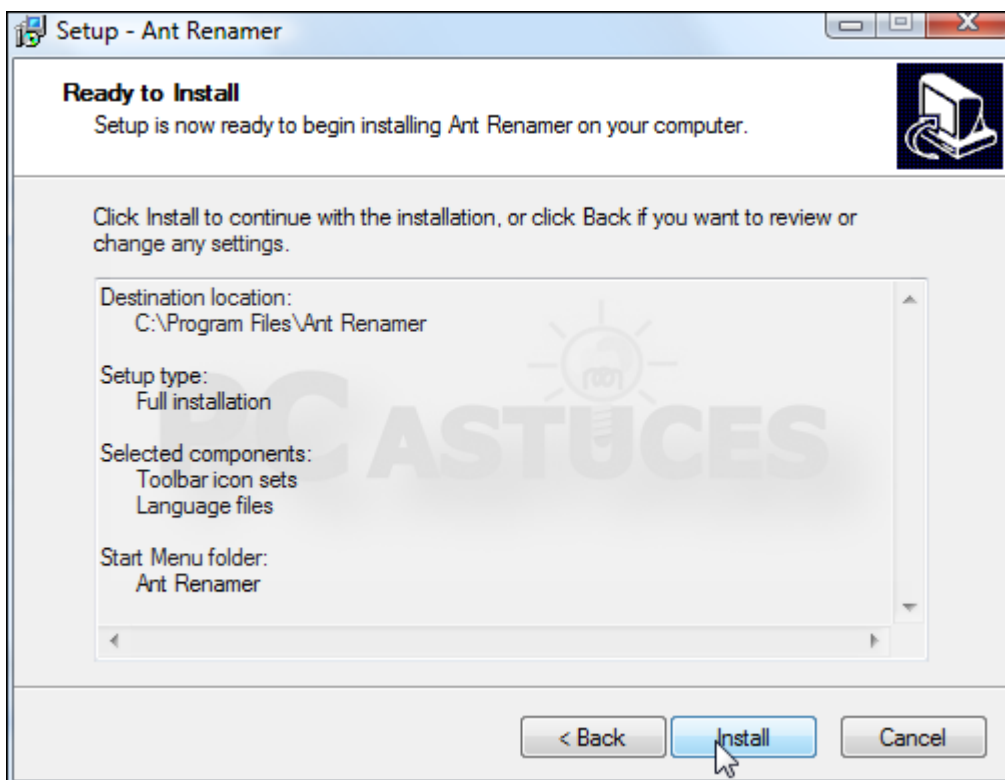 Setup - Ant Renamer
Ready to Install
Setup is now ready to begin installing Ant Renamer on your computer.
Click Install to continue with the installation, or click Back if you want to review or
change any settings.
Destination location:
C:\Program Files\Ant Renamer
Setup type:
Full installation
PC ASTUCES
Selected components:
Toolbar icon sets
Language files
Start Menu folder:
Ant Renamer
< Back
Install
Cancel